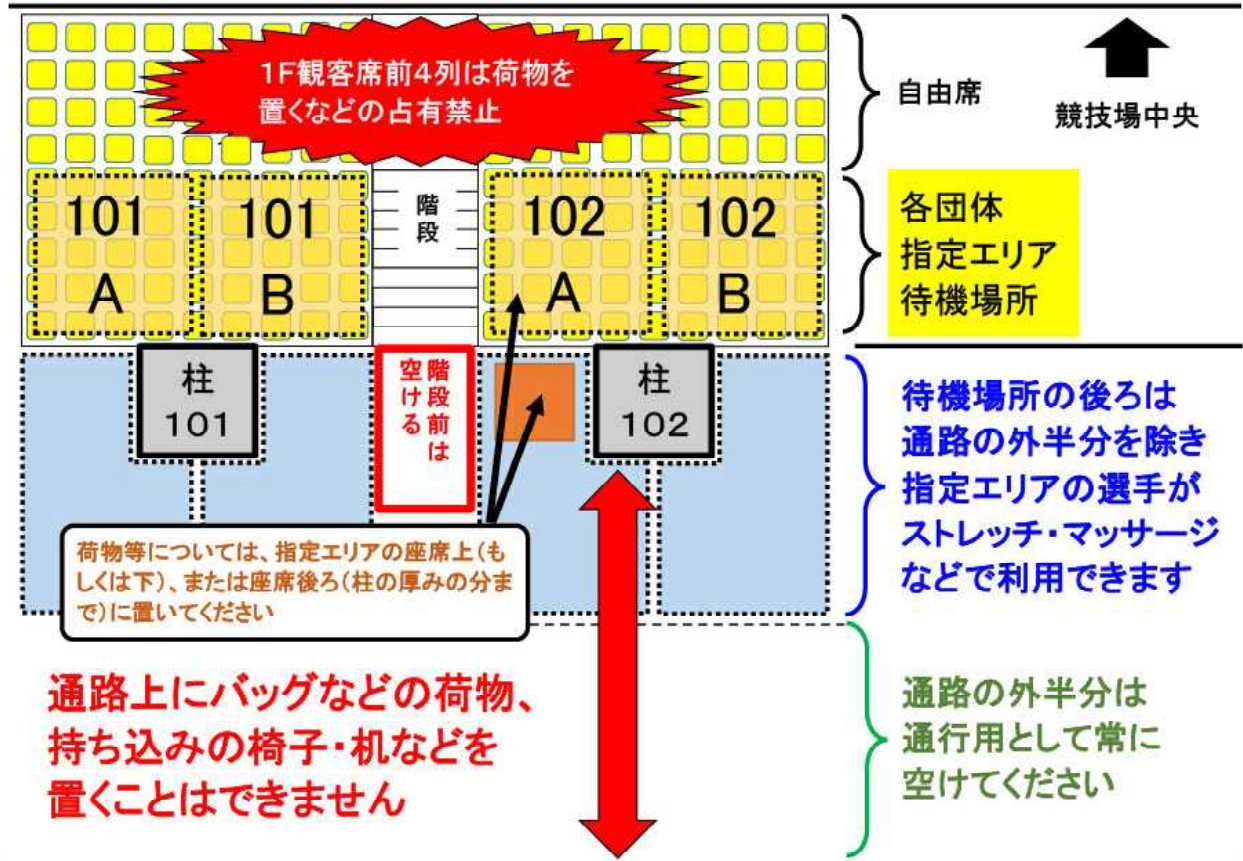 1F観客席前4列は荷物を
置くなどの占有禁止
自由席
競技場中央
101
A
101
B
階段
102
A
102
B
各団体
指定エリア
待機場所
柱
101
階段前は
空ける
柱
102
待機場所の後ろは
通路の外半分を除き
指定エリアの選手が
ストレッチ・マッサージ
などで利用できます
荷物等については、指定エリアの座席上(も
しくは下)、または座席後ろ(柱の厚みの分ま
で)に置いてください
通路上にバッグなどの荷物、
持ち込みの椅子・机などを
置くことはできません
通路の外半分は
通行用として常に
空けてください